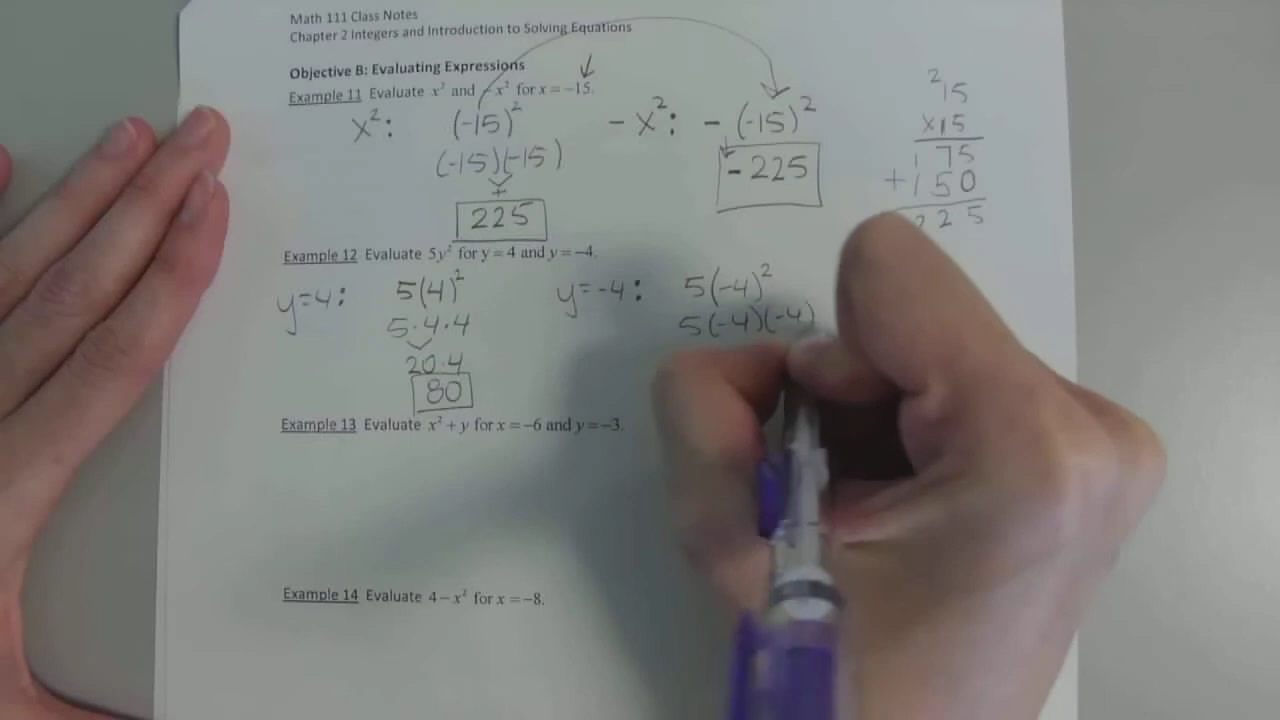 Math 111 Class Notes
Chapter 2 Integers and Introduction to Solving Equations
Objective B: Evaluating Expressions
Example 11 Evaluate x² and −x² for x = −15.
x²: (-15)²
(-15)(-15)
+
225
-x²: -(-15)²
-225
2
15
x15
175
+150
225
Example 12 Evaluate 5y² for y = 4 and y = −4.
y=4: 5(4)²
5·4·4
20·4
80
y=-4: 5(-4)²
5(-4)(-4)
Example 13 Evaluate x² + y for x = −6 and y = −3.
Example 14 Evaluate 4 − x² for x = −8.